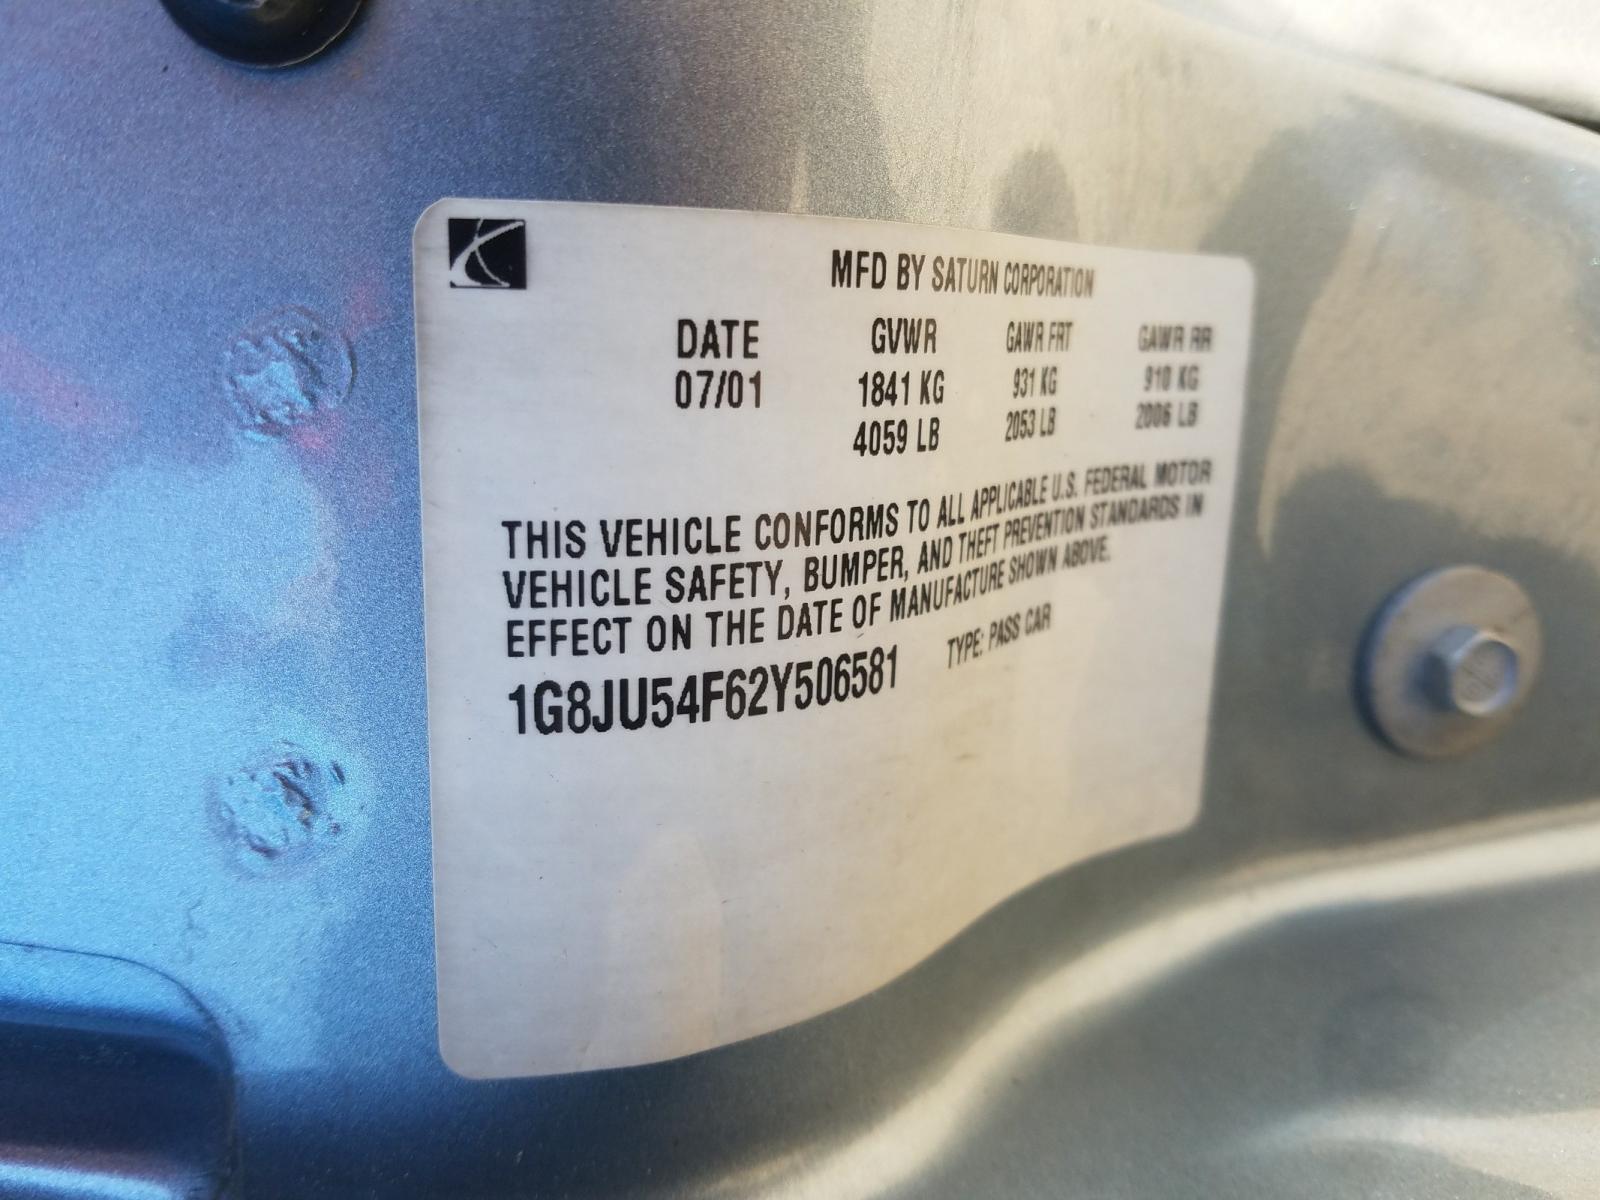 MFD BY SATURN CORPORATION
DATE GVWR GAWR FRT GAWR RR
07/01 1841 KG 931 KG 910 KG
4059 LB 2053 LB 2006 LB
THIS VEHICLE CONFORMS TO ALL APPLICABLE U.S. FEDERAL MOTOR
VEHICLE SAFETY, BUMPER, AND THEFT PREVENTION STANDARDS IN
EFFECT ON THE DATE OF MANUFACTURE SHOWN ABOVE.
1G8JU54F62Y506581 TYPE: PASS CAR